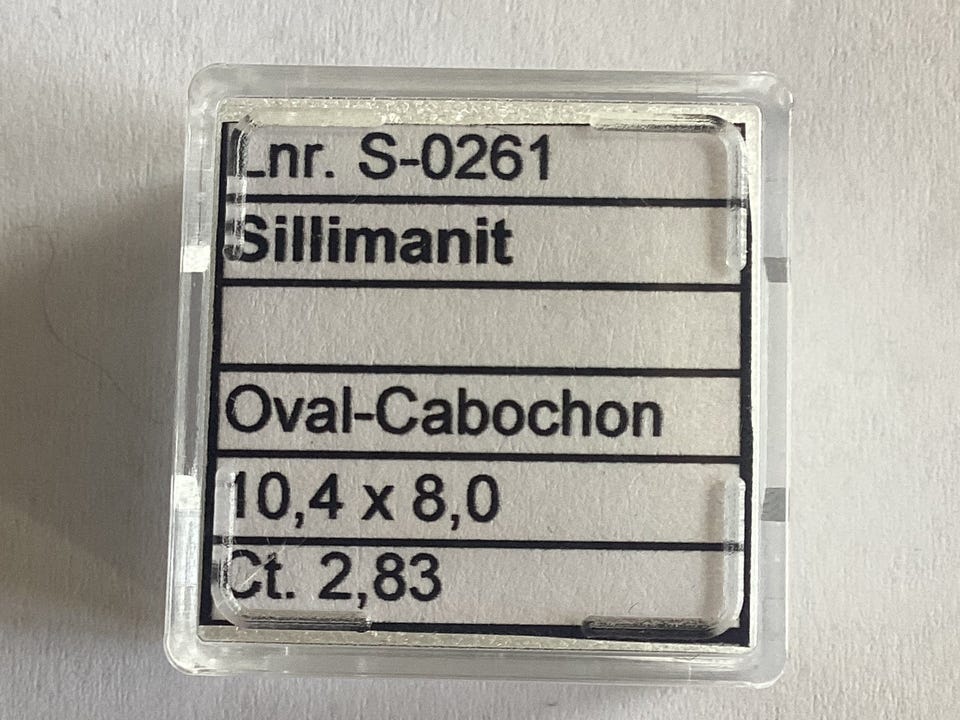 Lnr. S-0261
Sillimanit
Oval-Cabochon
10,4 x 8,0
Ct. 2,83